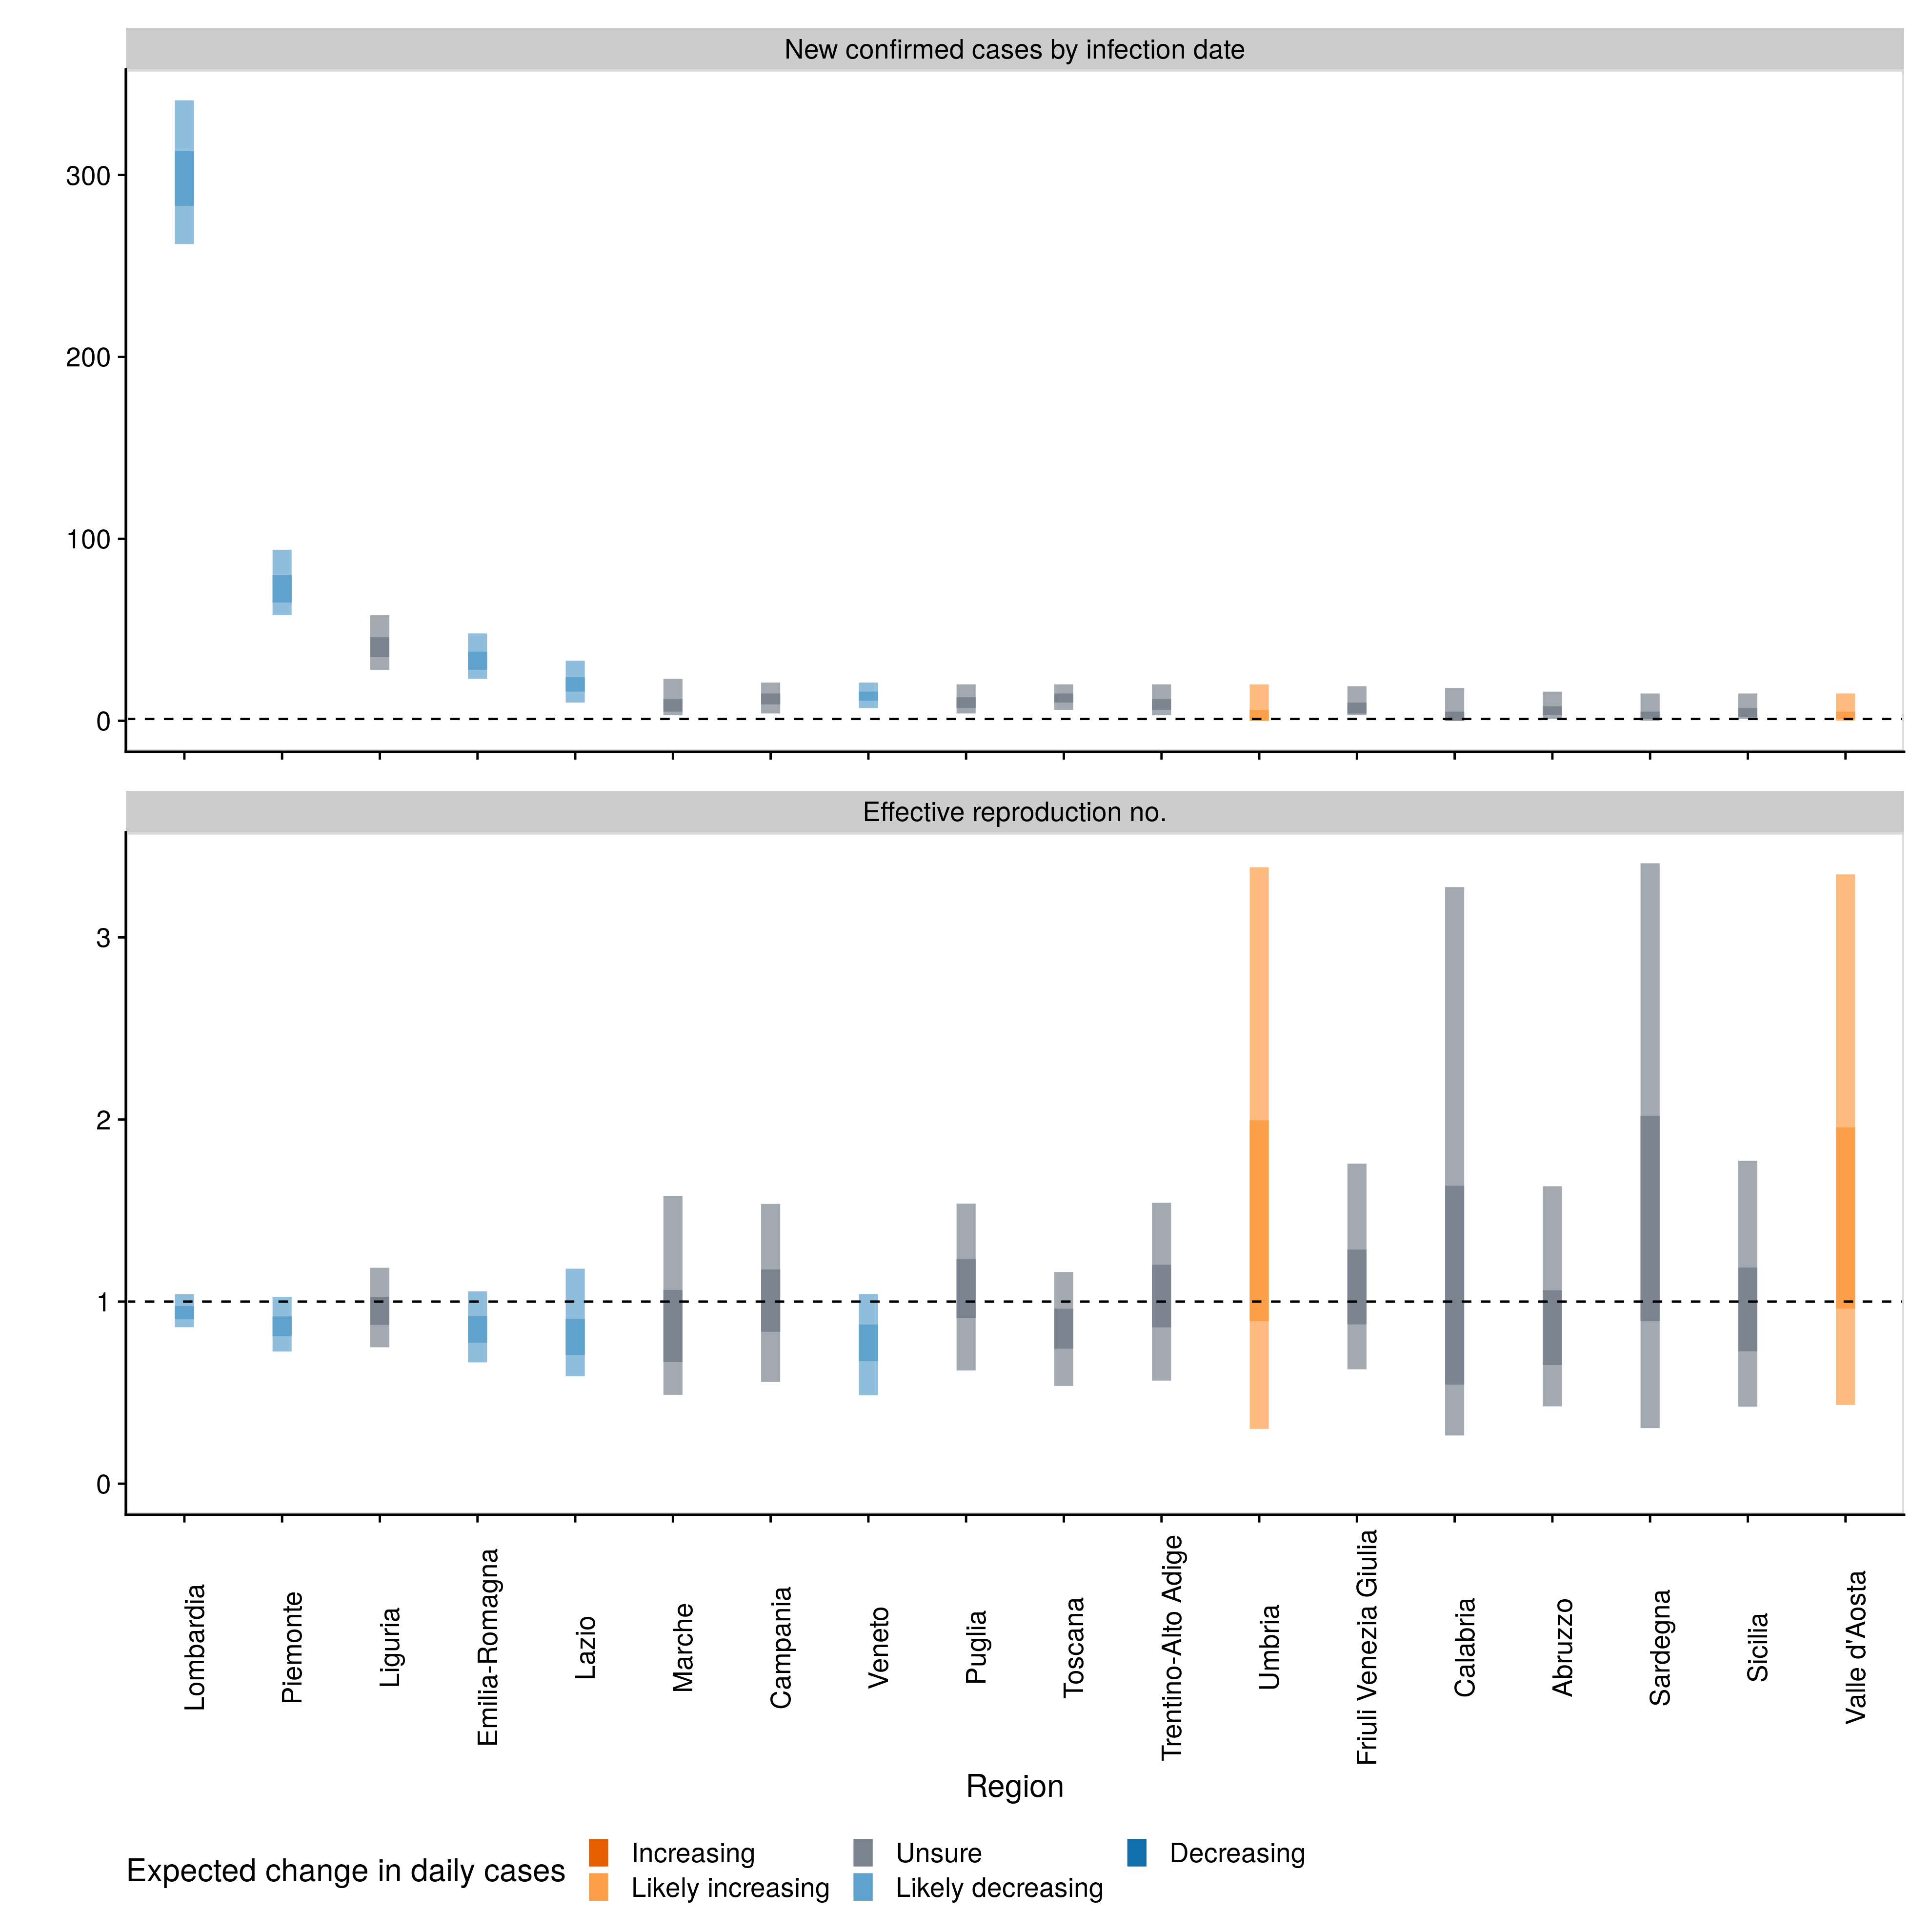 New confirmed cases by infection date
300
200
100
0
Effective reproduction no.
3
2
1
0
Lombardia
Piemonte
Liguria
Emilia-Romagna
Lazio
Marche
Campania
Veneto
Puglia
Toscana
Trentino-Alto Adige
Umbria
Friuli Venezia Giulia
Calabria
Abruzzo
Sardegna
Sicilia
Valle d'Aosta
Region
Expected change in daily cases
Increasing
Unsure
Decreasing
Likely increasing
Likely decreasing